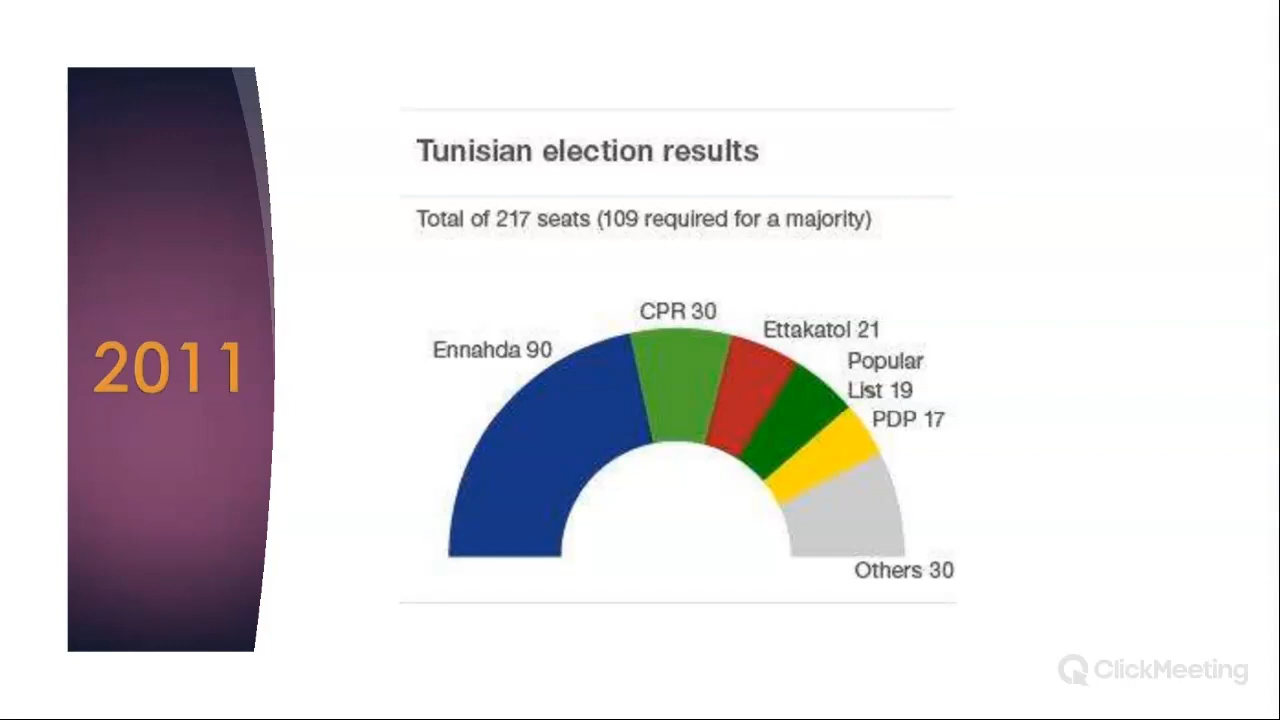 2011
Tunisian election results
Total of 217 seats (109 required for a majority)
CPR 30
Ettakatol 21
Ennahda 90
Popular
List 19
PDP 17
Others 30
ClickMeeting